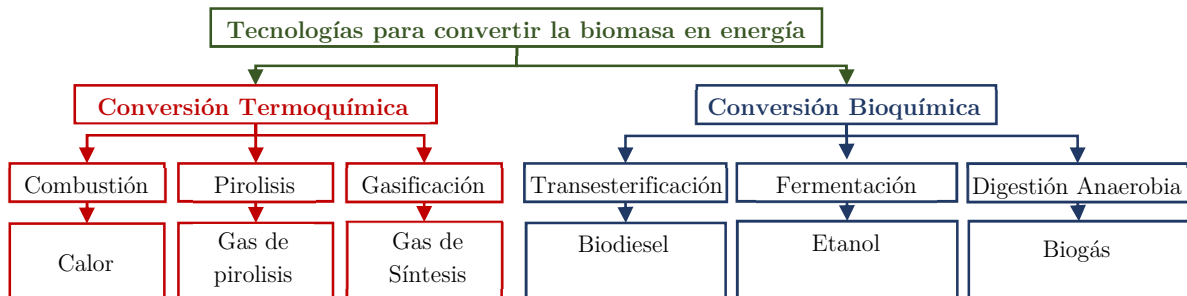 Tecnologías para convertir la biomasa en energía
Conversión Termoquímica
Conversión Bioquímica
Combustión
Pirolisis
Gasificación
Transesterificación
Fermentación
Digestión Anaerobia
Calor
Gas de
pirolisis
Gas de
Síntesis
Biodiesel
Etanol
Biogás